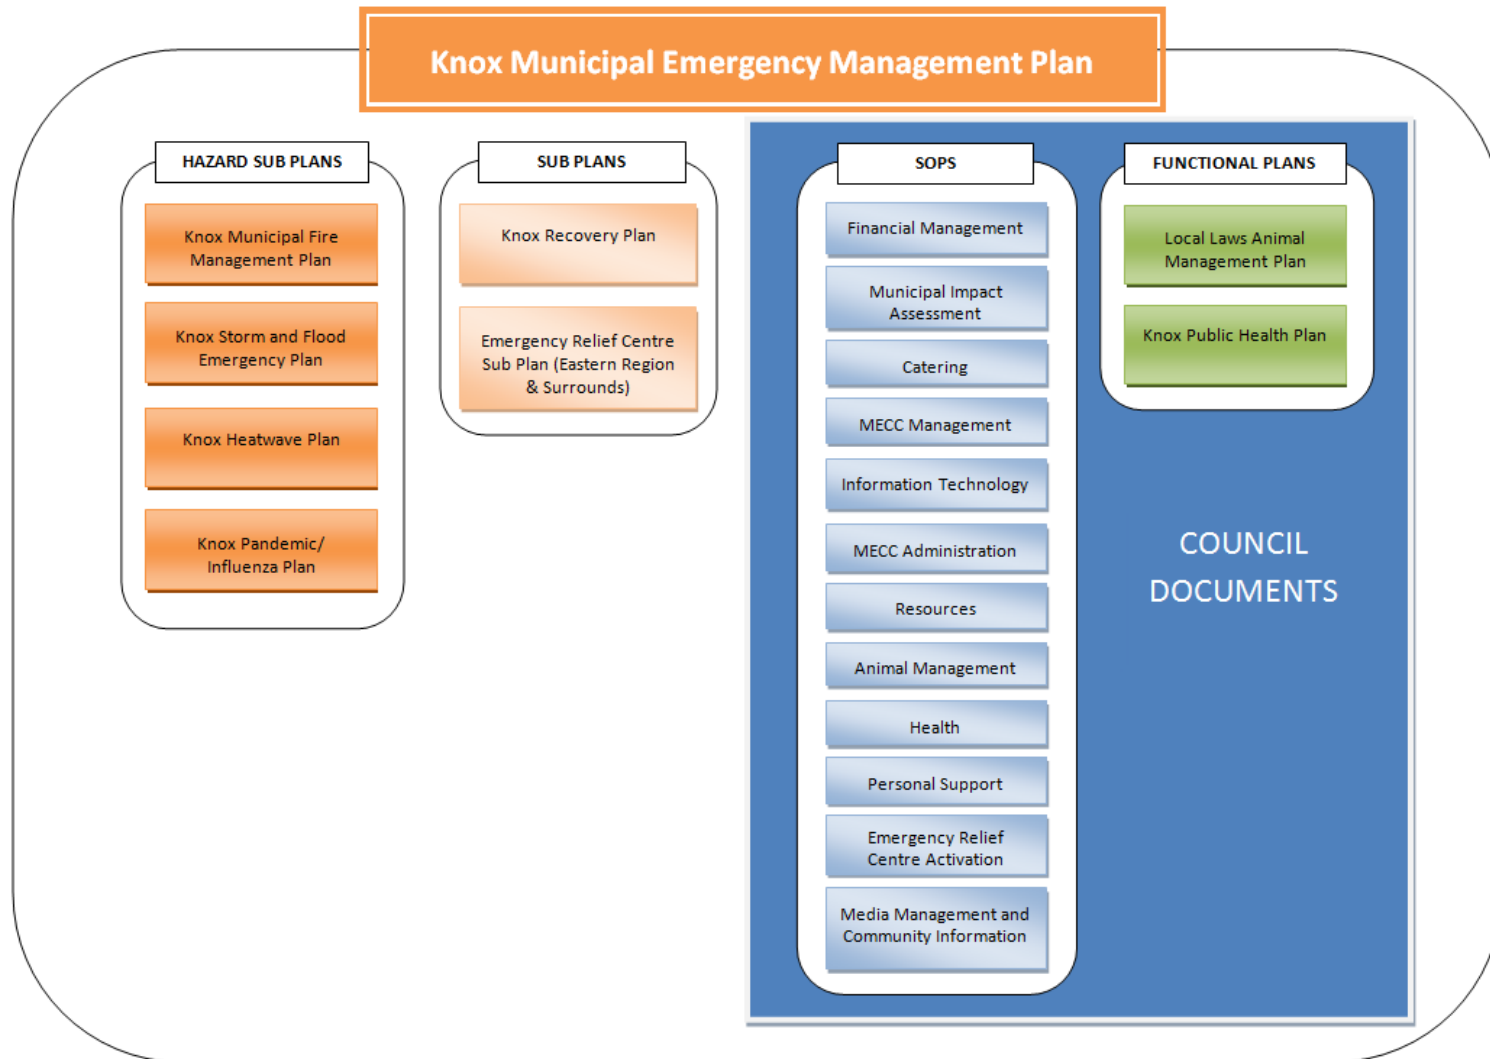 Knox Municipal Emergency Management Plan
HAZARD SUB PLANS
Knox Municipal Fire
Management Plan
Knox Storm and Flood
Emergency Plan
Knox Heatwave Plan
Knox Pandemic/
Influenza Plan
SUB PLANS
Knox Recovery Plan
Emergency Relief Centre
Sub Plan (Eastern Region
& Surrounds)
SOPS
Financial Management
Municipal Impact
Assessment
Catering
MECC Management
Information Technology
MECC Administration
Resources
Animal Management
Health
Personal Support
Emergency Relief
Centre Activation
Media Management and
Community Information
FUNCTIONAL PLANS
Local Laws Animal
Management Plan
Knox Public Health Plan
COUNCIL
DOCUMENTS